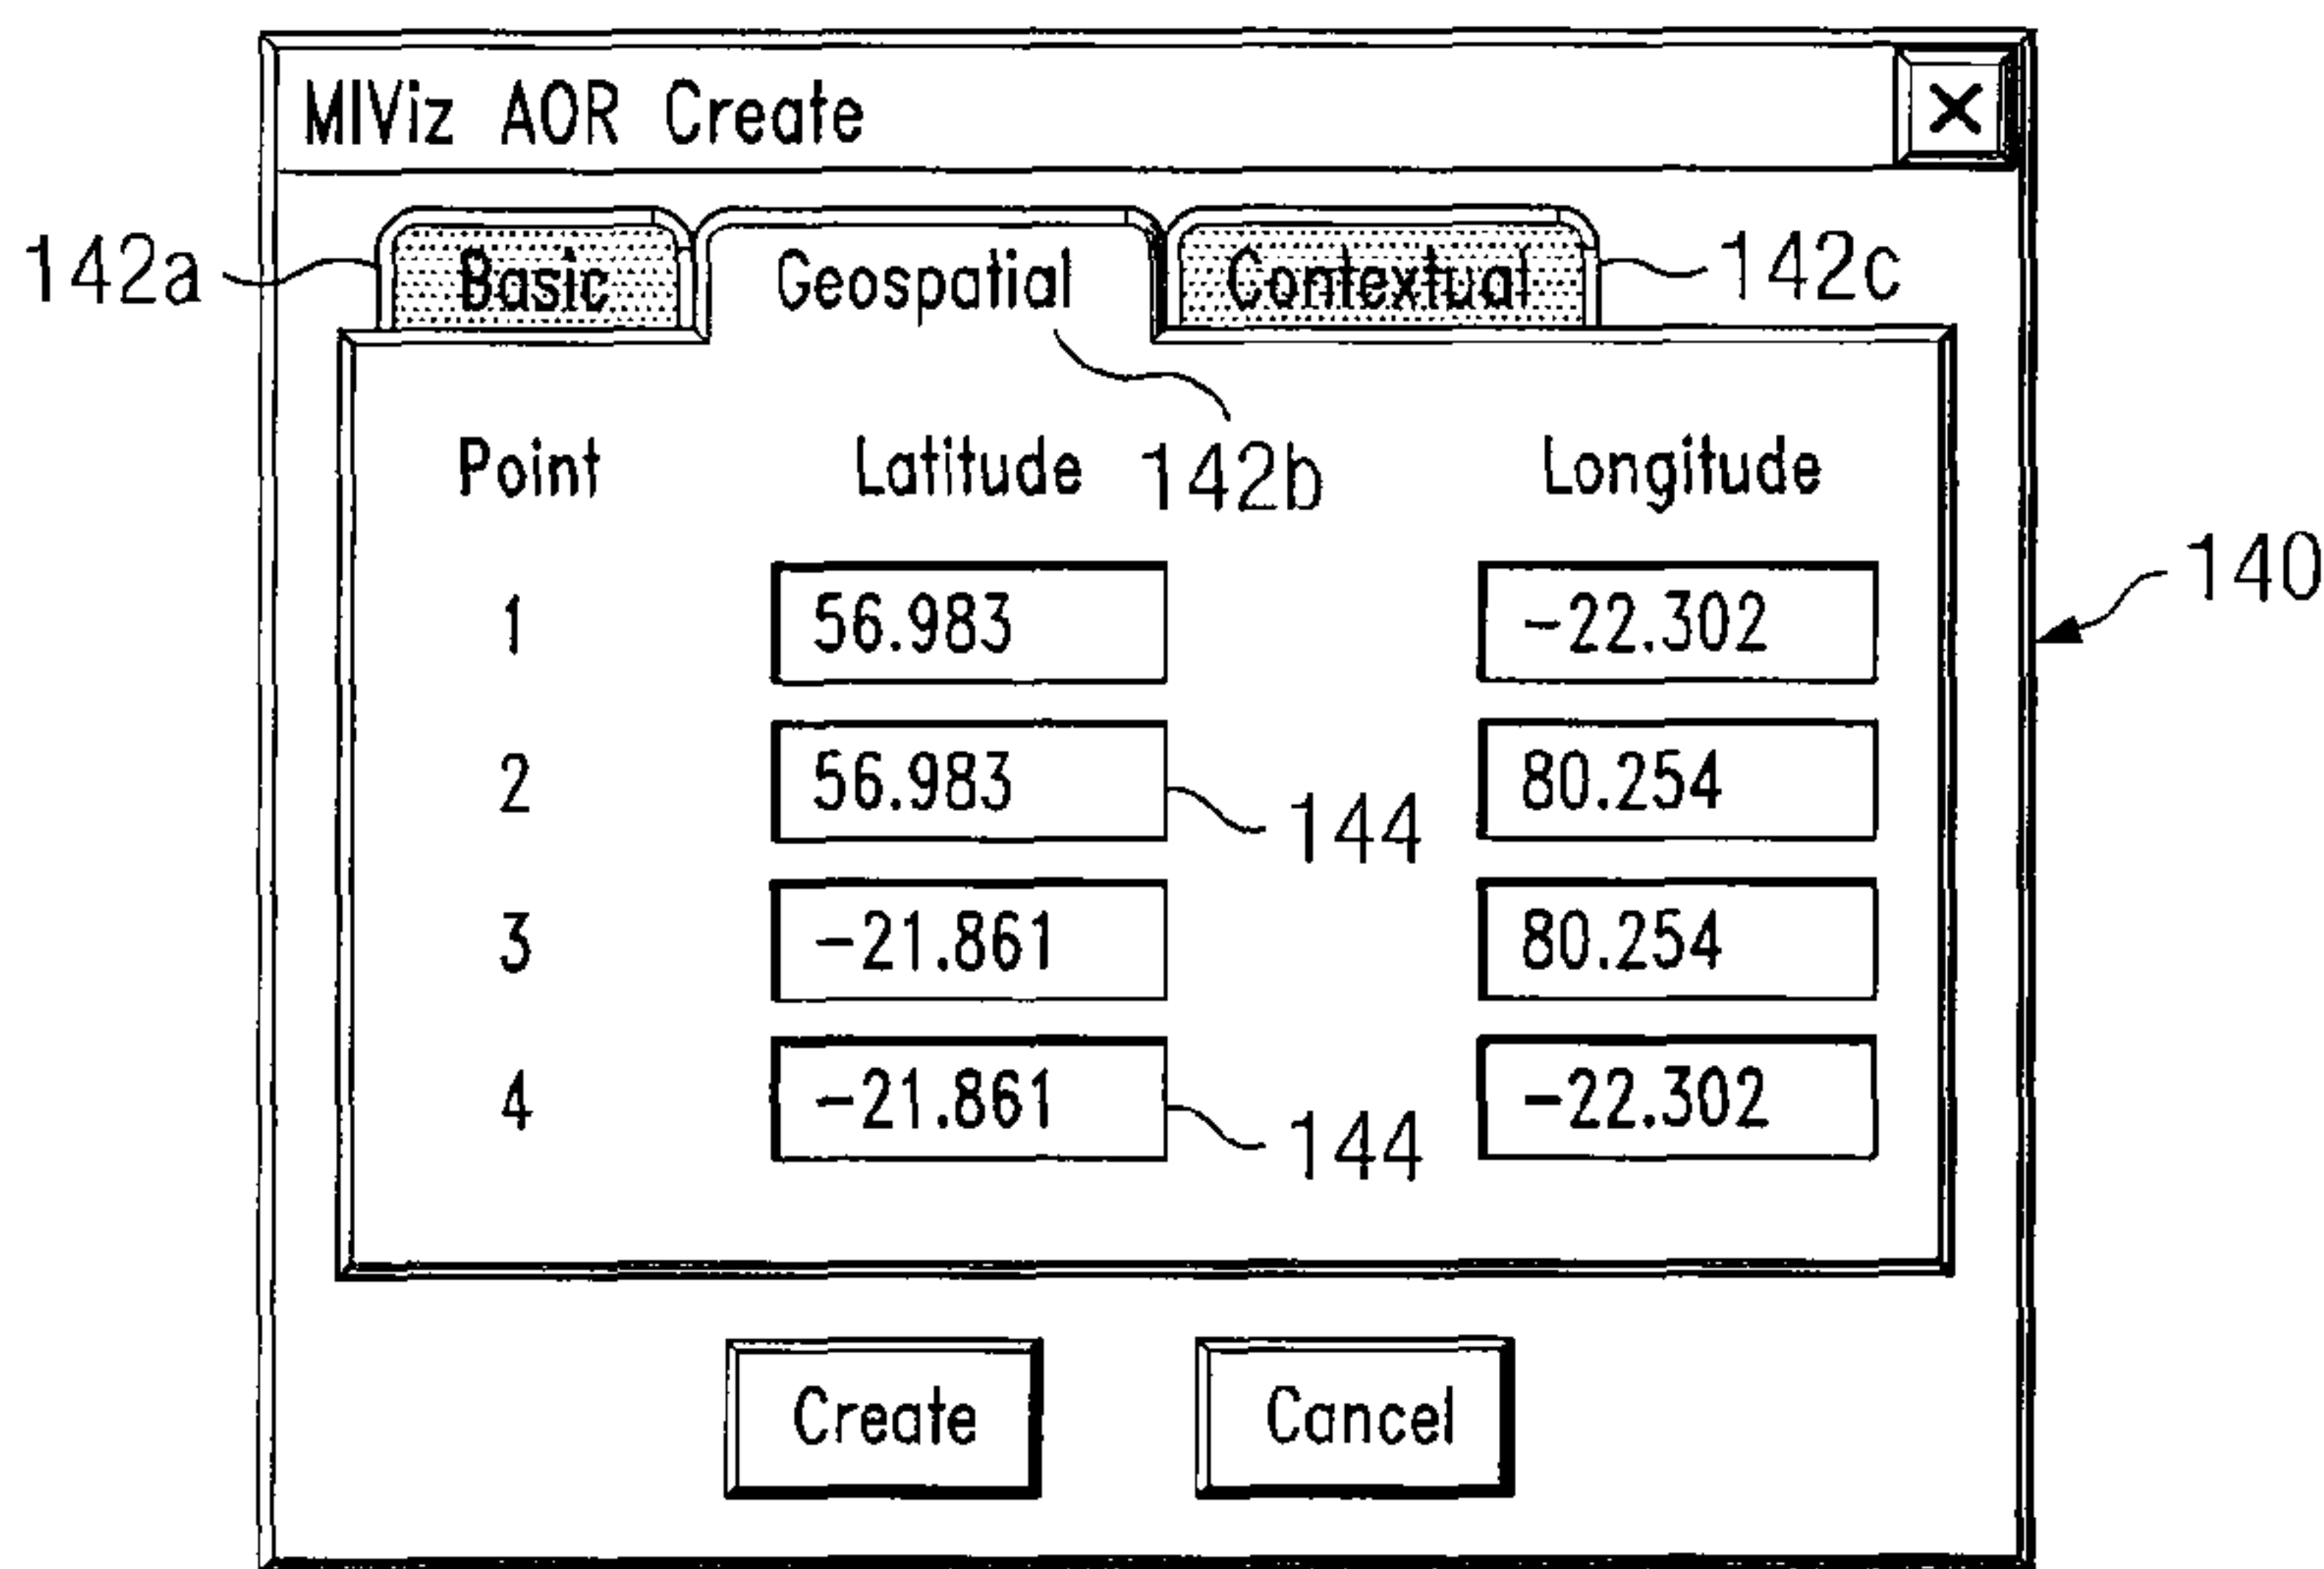 MIViz AOR Create X
142a Basic Geospatial Contextual 142c
Point Latitude 142b Longitude
140
1 56.983 -22.302
2 56.983 80.254
144
3 -21.861 80.254
4 -21.861 -22.302
144
Create Cancel